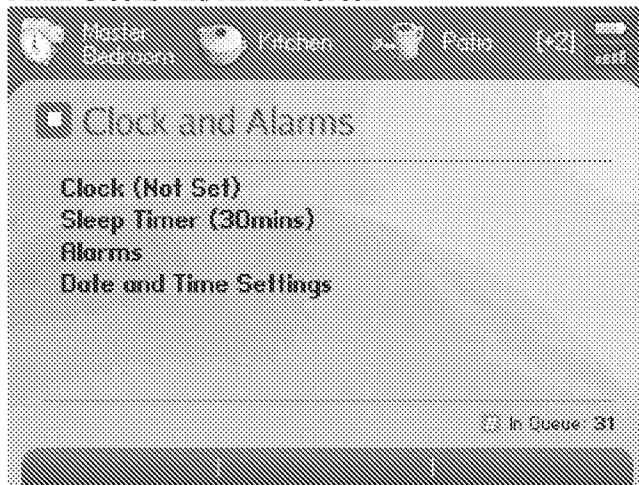 Master
Bedroom
Kitchen
Patio
[+2]
Clock and Alarms
Clock (Not Set)
Sleep Timer (30mins)
Alarms
Date and Time Settings
In Queue: 31